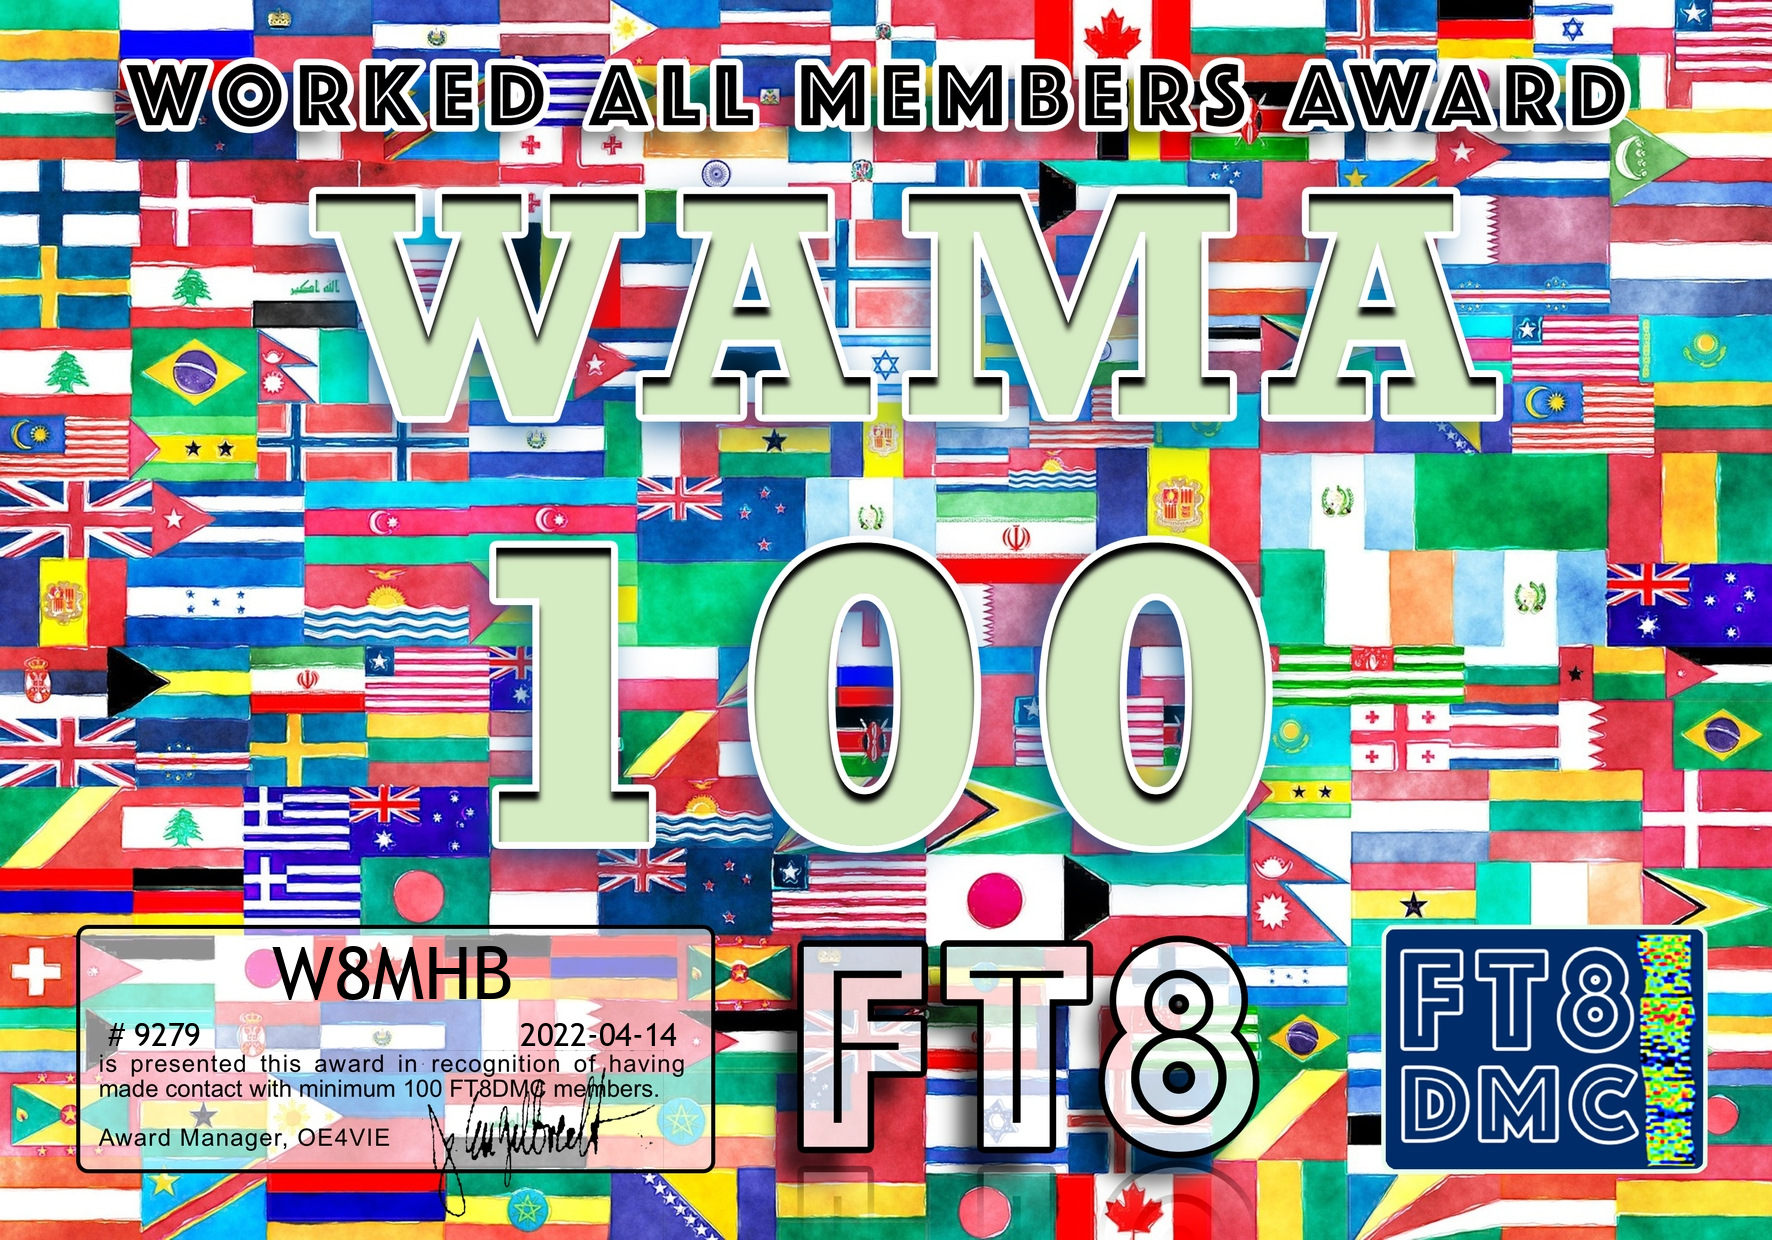 WORKED ALL MEMBERS AWARD
WAMA
100
W8MHB
# 9279 2022-04-14
is presented this award in recognition of having
made contact with minimum 100 FT8DMC members.
Award Manager, OE4VIE
FT8
FT8
DMC